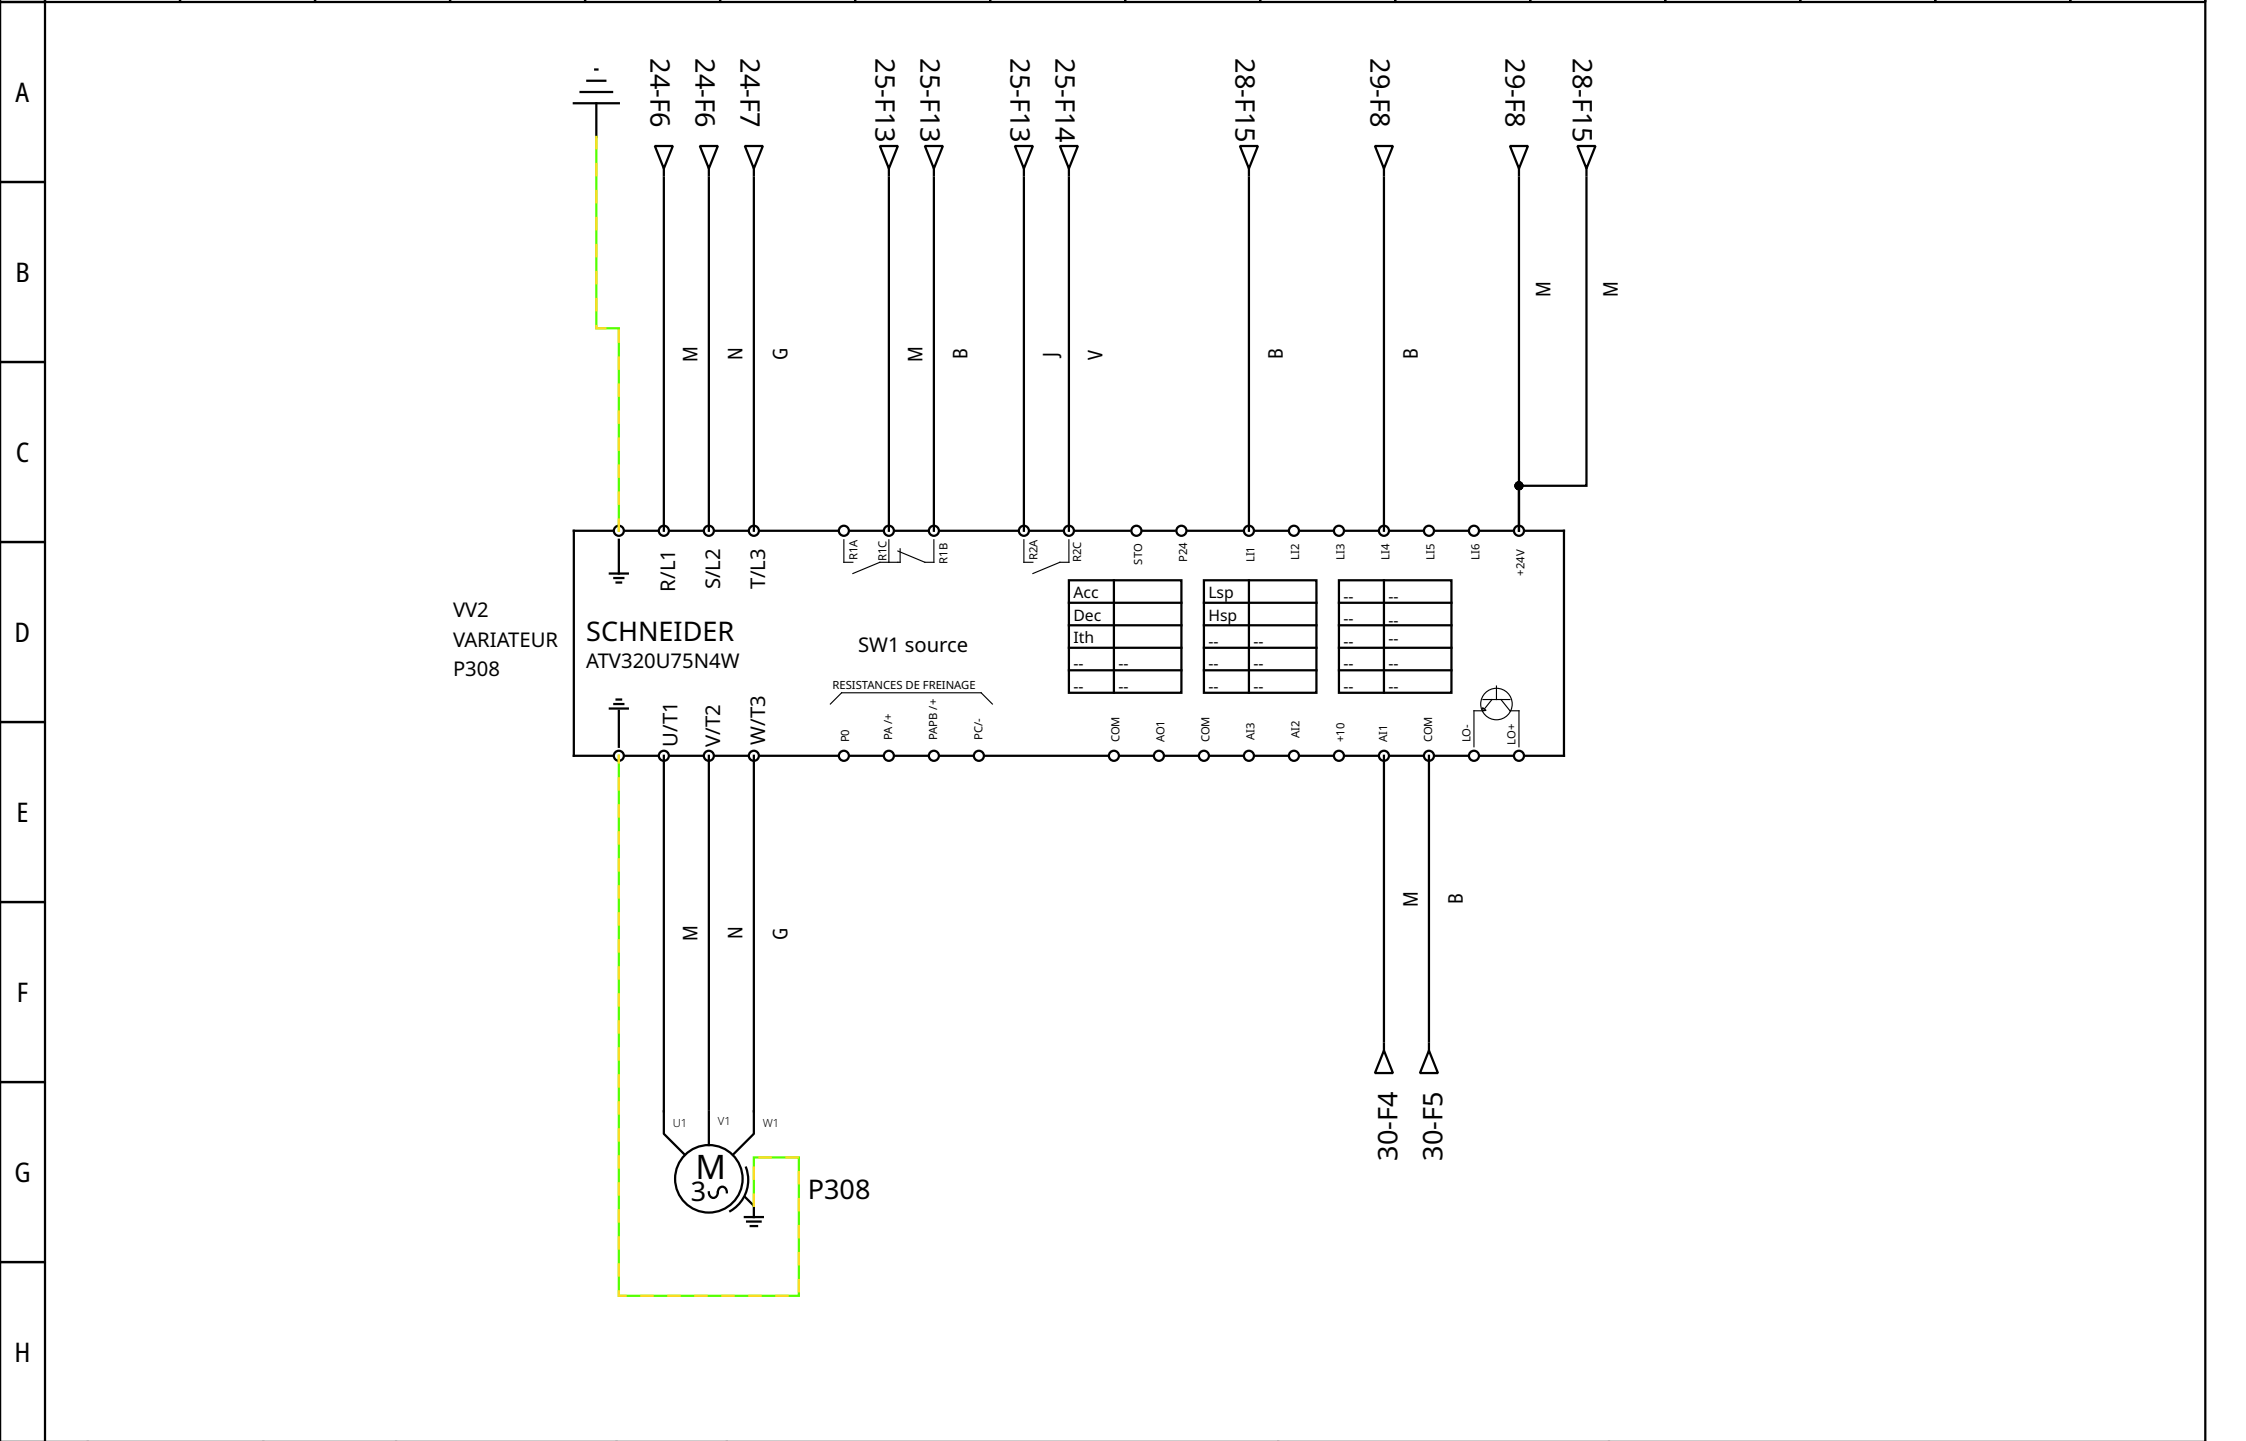 A
B
C
D
E
F
G
H
24-F6
24-F6
24-F7
25-F13
25-F13
25-F13
25-F14
28-F15
29-F8
29-F8
28-F15
M
M
M
N
G
M
B
J
V
B
B
R/L1
S/L2
T/L3
R1A
R1C
R1B
R2A
R2C
STO
P24
LI1
LI2
LI3
LI4
LI5
LI6
+24V
VV2
VARIATEUR
P308
SCHNEIDER
ATV320U75N4W
SW1 source
RESISTANCES DE FREINAGE
Acc
Dec
Ith
-- --
-- --
Lsp
Hsp
-- --
-- --
-- --
-- --
-- --
-- --
-- --
-- --
U/T1
V/T2
W/T3
P0
PA /+
PAPB /+
PC/-
COM
AO1
COM
AI3
AI2
+10
AI1
COM
LO-
LO+
M
N
G
M
B
U1
V1
W1
M
3
P308
30-F4
30-F5